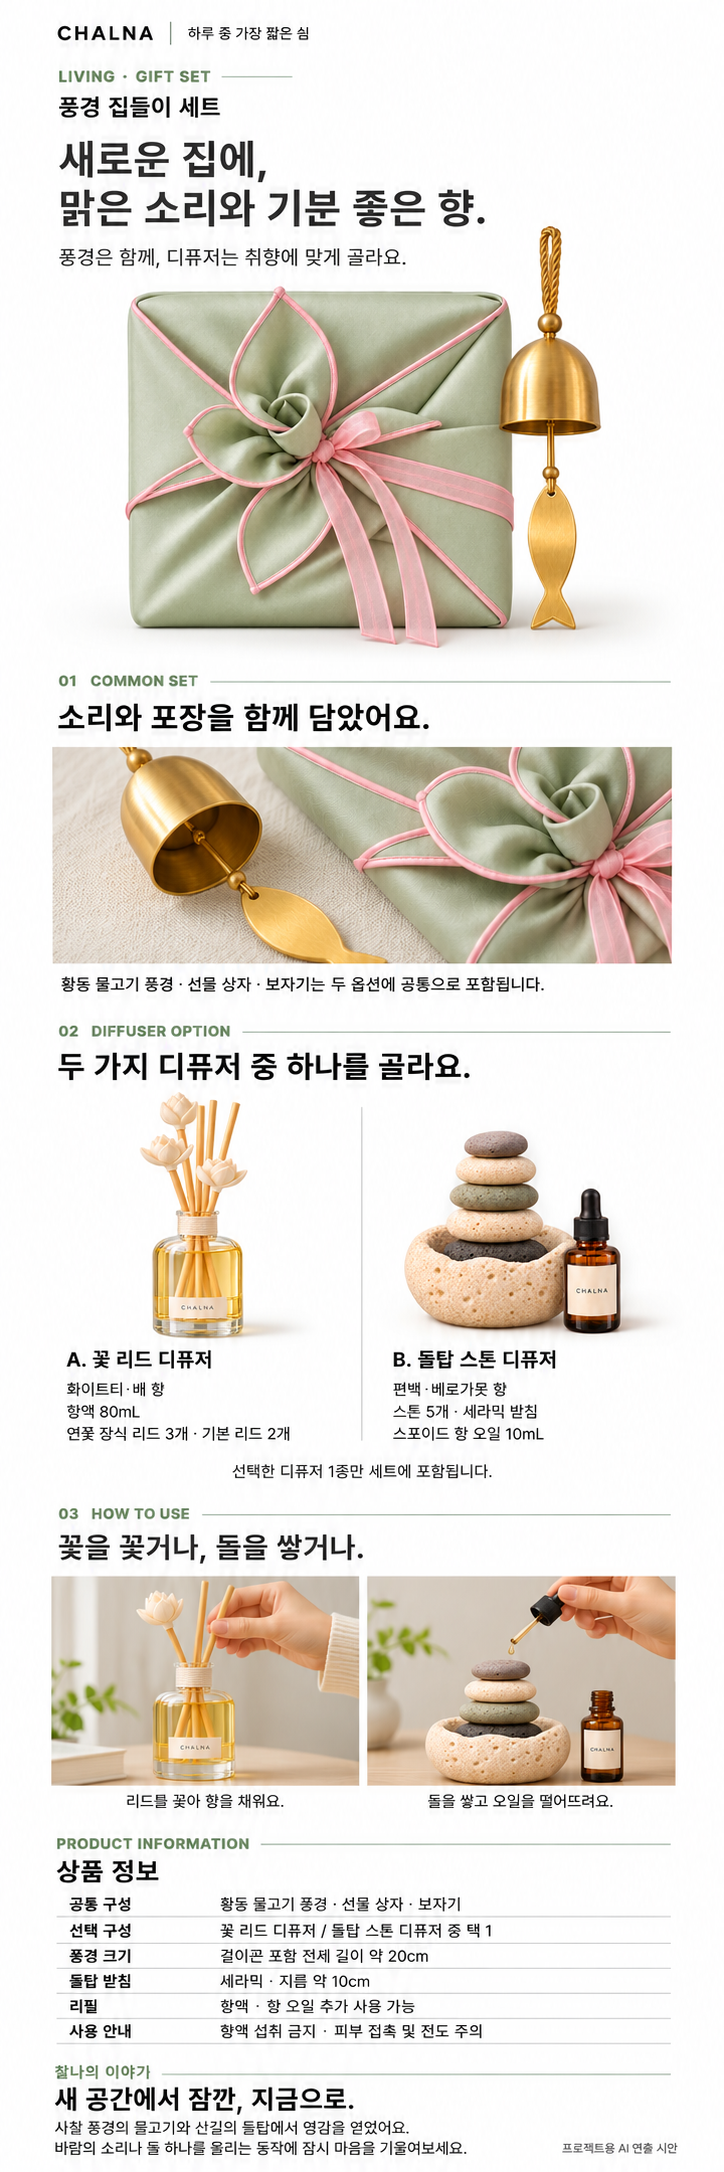 CHALNA | 하루 중 가장 짧은 쉼
LIVING · GIFT SET
풍경 집들이 세트
새로운 집에,
맑은 소리와 기분 좋은 향.
풍경은 함께, 디퓨저는 취향에 맞게 골라요.
01 COMMON SET
소리와 포장을 함께 담았어요.
황동 물고기 풍경 · 선물 상자 · 보자기는 두 옵션에 공통으로 포함됩니다.
02 DIFFUSER OPTION
두 가지 디퓨저 중 하나를 골라요.
CHALNA
CHALNA
A. 꽃 리드 디퓨저
화이트티·배 향
항액 80mL
연꽃 장식 리드 3개 · 기본 리드 2개
B. 돌탑 스톤 디퓨저
편백·베로가못 향
스톤 5개 · 세라믹 받침
스포이드 향 오일 10mL
선택한 디퓨저 1종만 세트에 포함됩니다.
03 HOW TO USE
꽃을 꽃거나, 돌을 쌓거나.
CHALNA
CHALNA
리드를 꽃아 향을 채워요.
돌을 쌓고 오일을 떨어뜨려요.
PRODUCT INFORMATION
상품 정보
공통 구성 황동 물고기 풍경 · 선물 상자 · 보자기
선택 구성 꽃 리드 디퓨저 / 돌탑 스톤 디퓨저 중 택 1
풍경 크기 걸이끈 포함 전체 길이 약 20cm
돌탑 받침 세라믹 · 지름 약 10cm
리필 항액 · 향 오일 추가 사용 가능
사용 안내 항액 섭취 금지 · 피부 접촉 및 전도 주의
찰나의 이야기
새 공간에서 잠깐, 지금으로.
사찰 풍경의 물고기와 산길의 돌탑에서 영감을 얻었어요.
바람의 소리나 돌 하나를 올리는 동작에 잠시 마음을 기울여보세요.
프로젝트용 AI 연출 시안